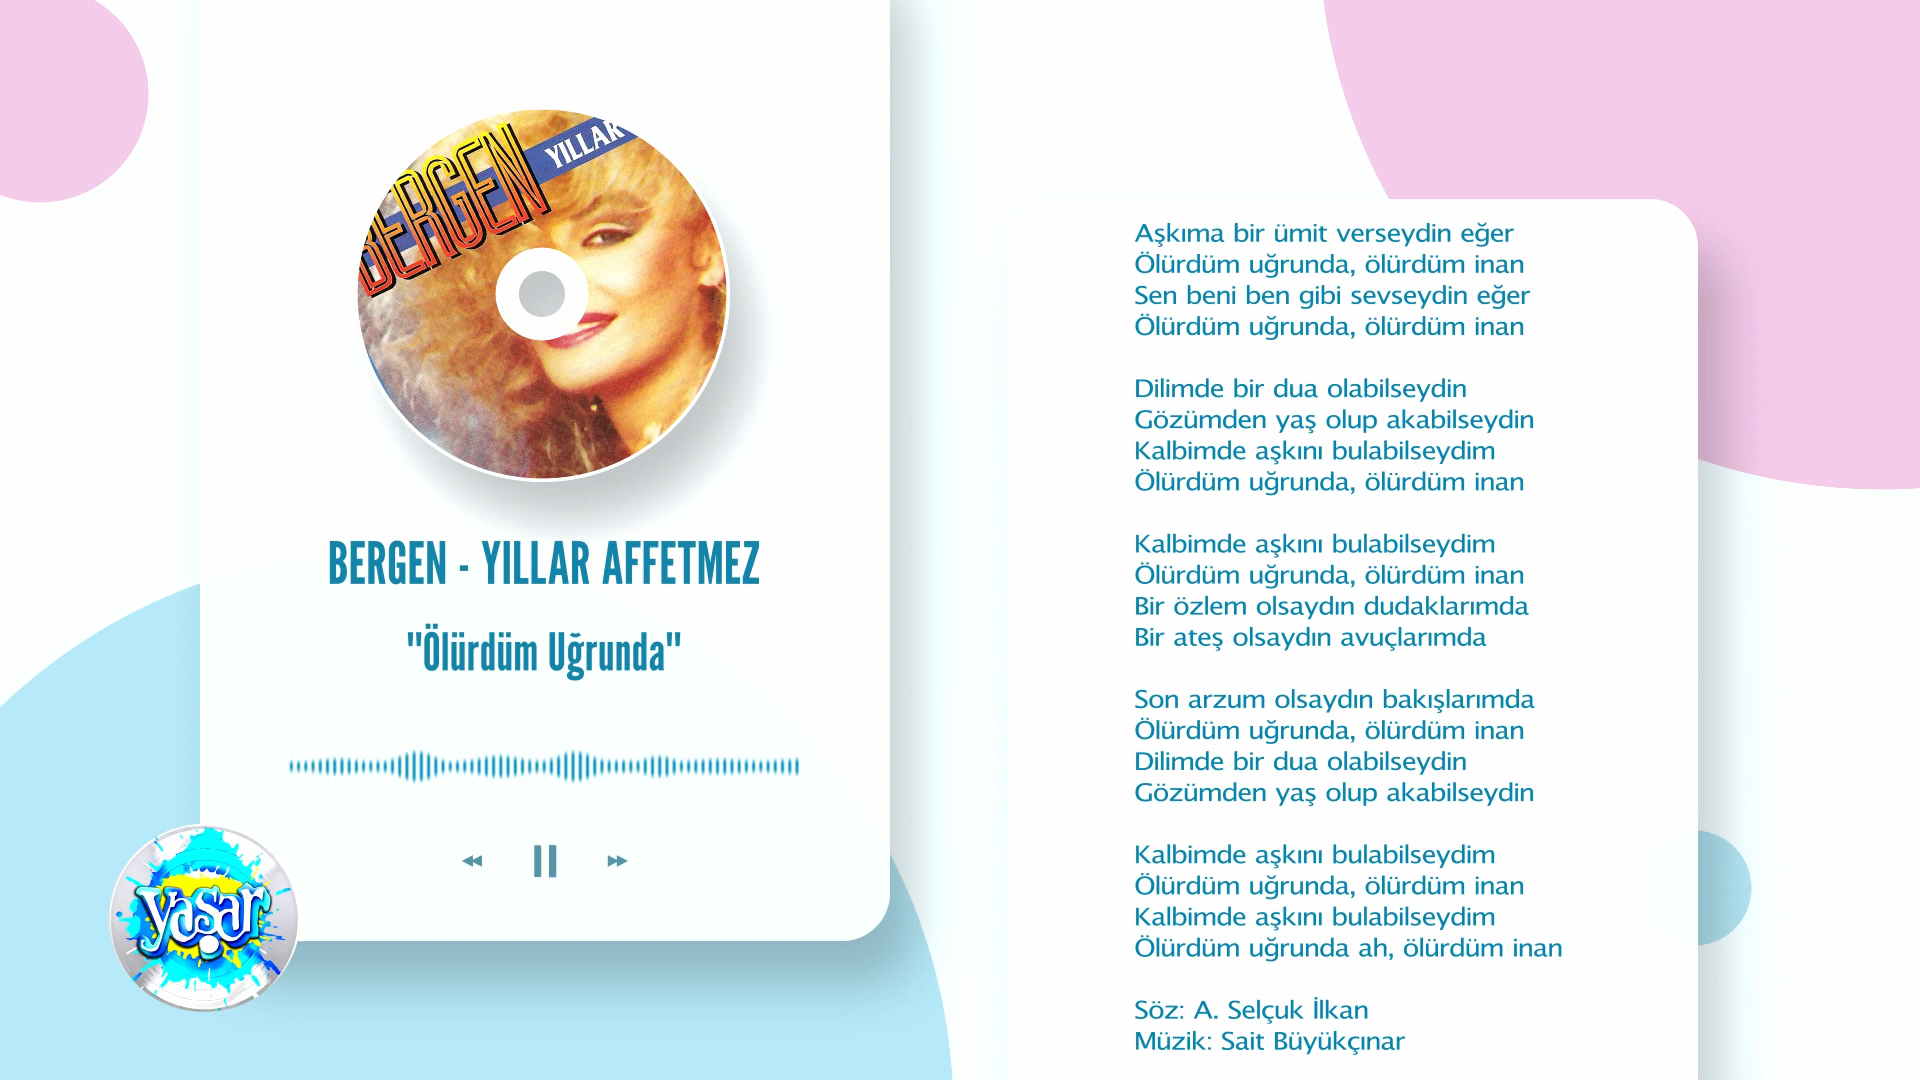 BERGEN YILLAR
BERGEN - YILLAR AFFETMEZ
"Ölürdüm Uğrunda"
yaşar
Aşkıma bir ümit verseydin eğer
Ölürdüm uğrunda, ölürdüm inan
Sen beni ben gibi sevseydin eğer
Ölürdüm uğrunda, ölürdüm inan
Dilimde bir dua olabilseydin
Gözümden yaş olup akabilseydin
Kalbimde aşkını bulabilseydim
Ölürdüm uğrunda, ölürdüm inan
Kalbimde aşkını bulabilseydim
Ölürdüm uğrunda, ölürdüm inan
Bir özlem olsaydın dudaklarımda
Bir ateş olsaydın avuçlarımda
Son arzum olsaydın bakışlarımda
Ölürdüm uğrunda, ölürdüm inan
Dilimde bir dua olabilseydin
Gözümden yaş olup akabilseydin
Kalbimde aşkını bulabilseydim
Ölürdüm uğrunda, ölürdüm inan
Kalbimde aşkını bulabilseydim
Ölürdüm uğrunda ah, ölürdüm inan
Söz: A. Selçuk İlkan
Müzik: Sait Büyükçınar